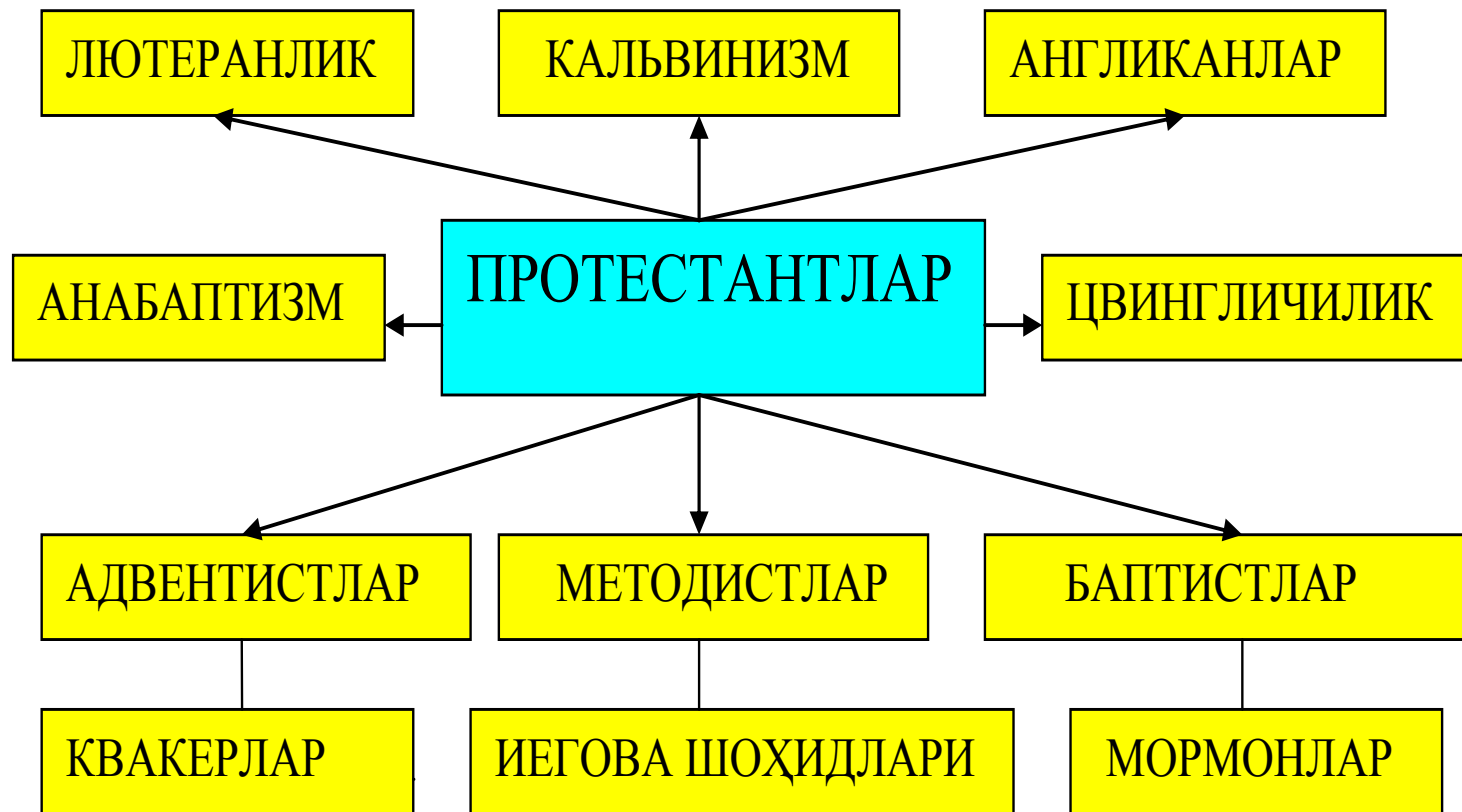 ЛЮТЕРАНЛИК
КАЛЬВИНИЗМ
АНГЛИКАНЛАР
ПРОТЕСТАНТЛАР
АНАБАПТИЗМ
ЦВИНГЛИЧИЛИК
АДВЕНТИСТЛАР
МЕТОДИСТЛАР
БАПТИСТЛАР
КВАКЕРЛАР
ИЕГОВА ШОҲИДЛАРИ
МОРМОНЛАР